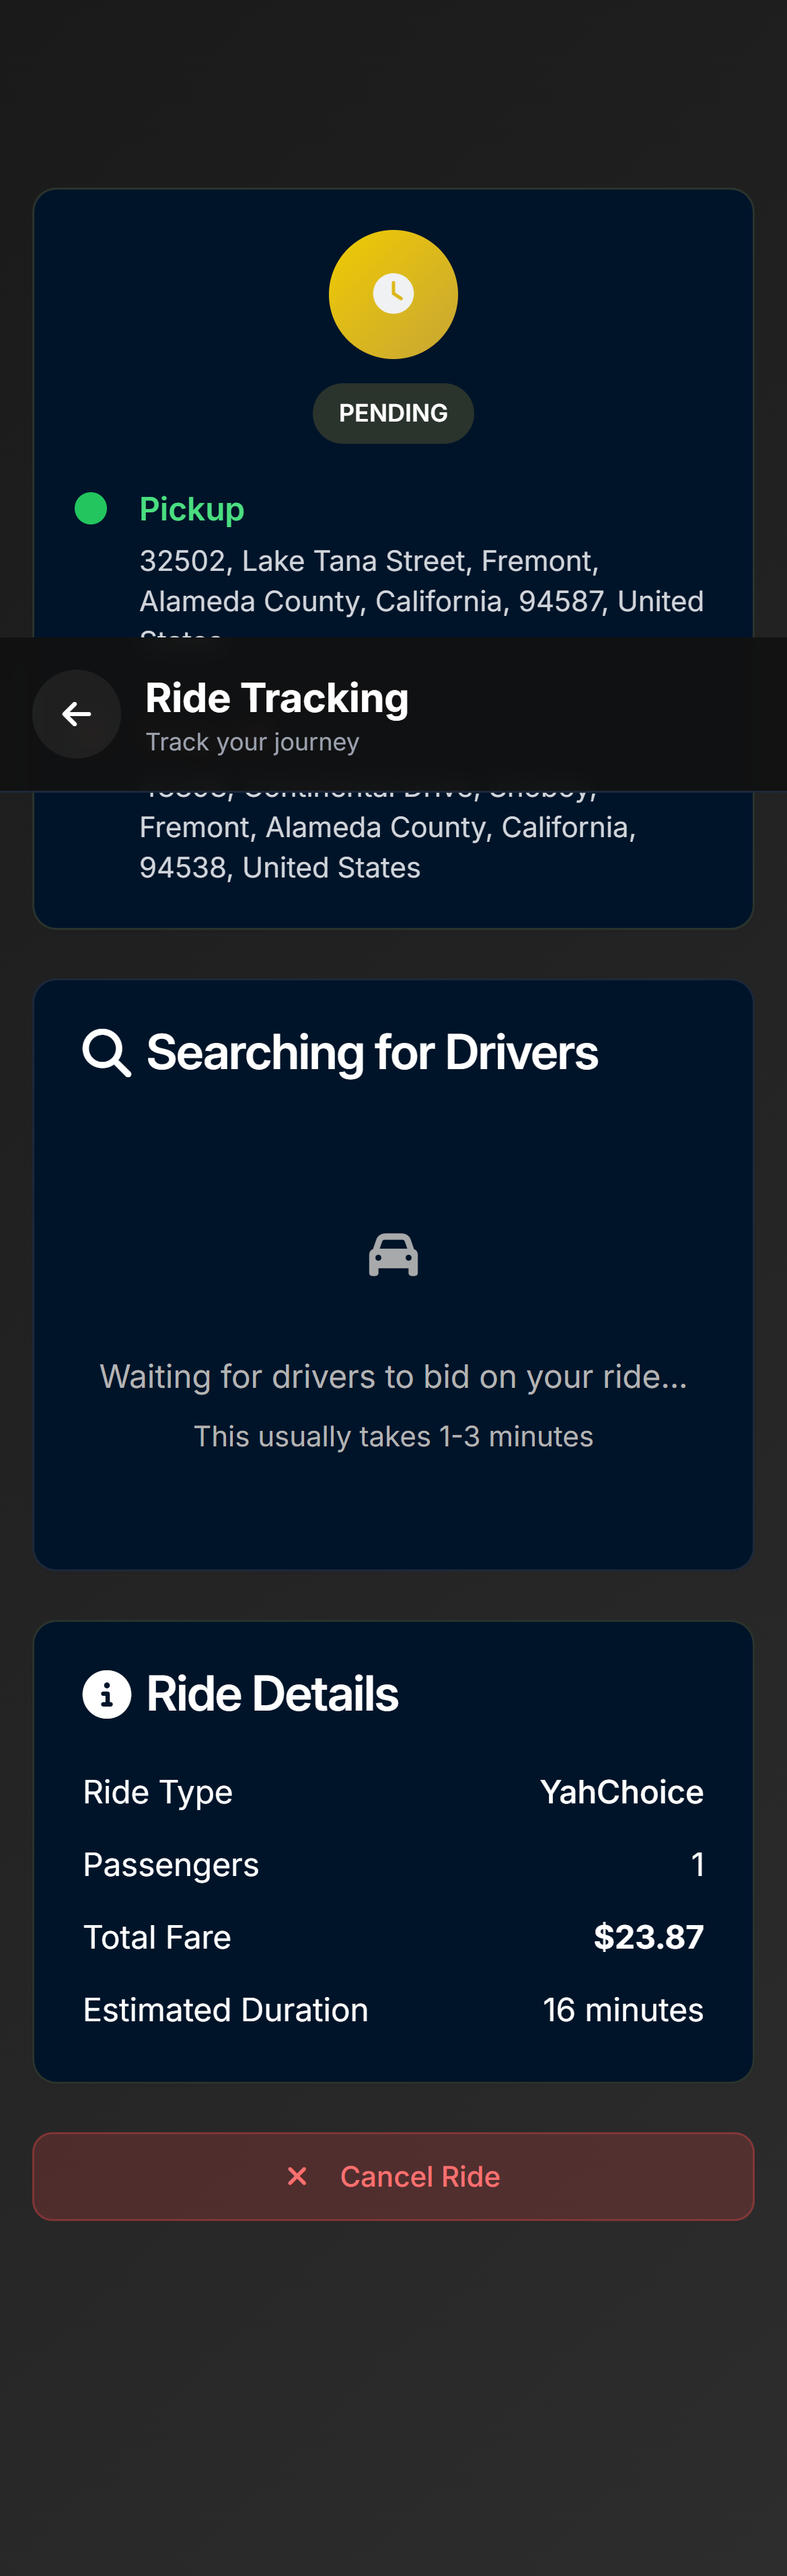 PENDING
Pickup
32502, Lake Tana Street, Fremont,
Alameda County, California, 94587, United
States
Ride Tracking
Track your journey
Continental Drive,
Fremont, Alameda County, California,
94538, United States
Searching for Drivers
Waiting for drivers to bid on your ride...
This usually takes 1-3 minutes
Ride Details
Ride Type YahChoice
Passengers 1
Total Fare $23.87
Estimated Duration 16 minutes
Cancel Ride